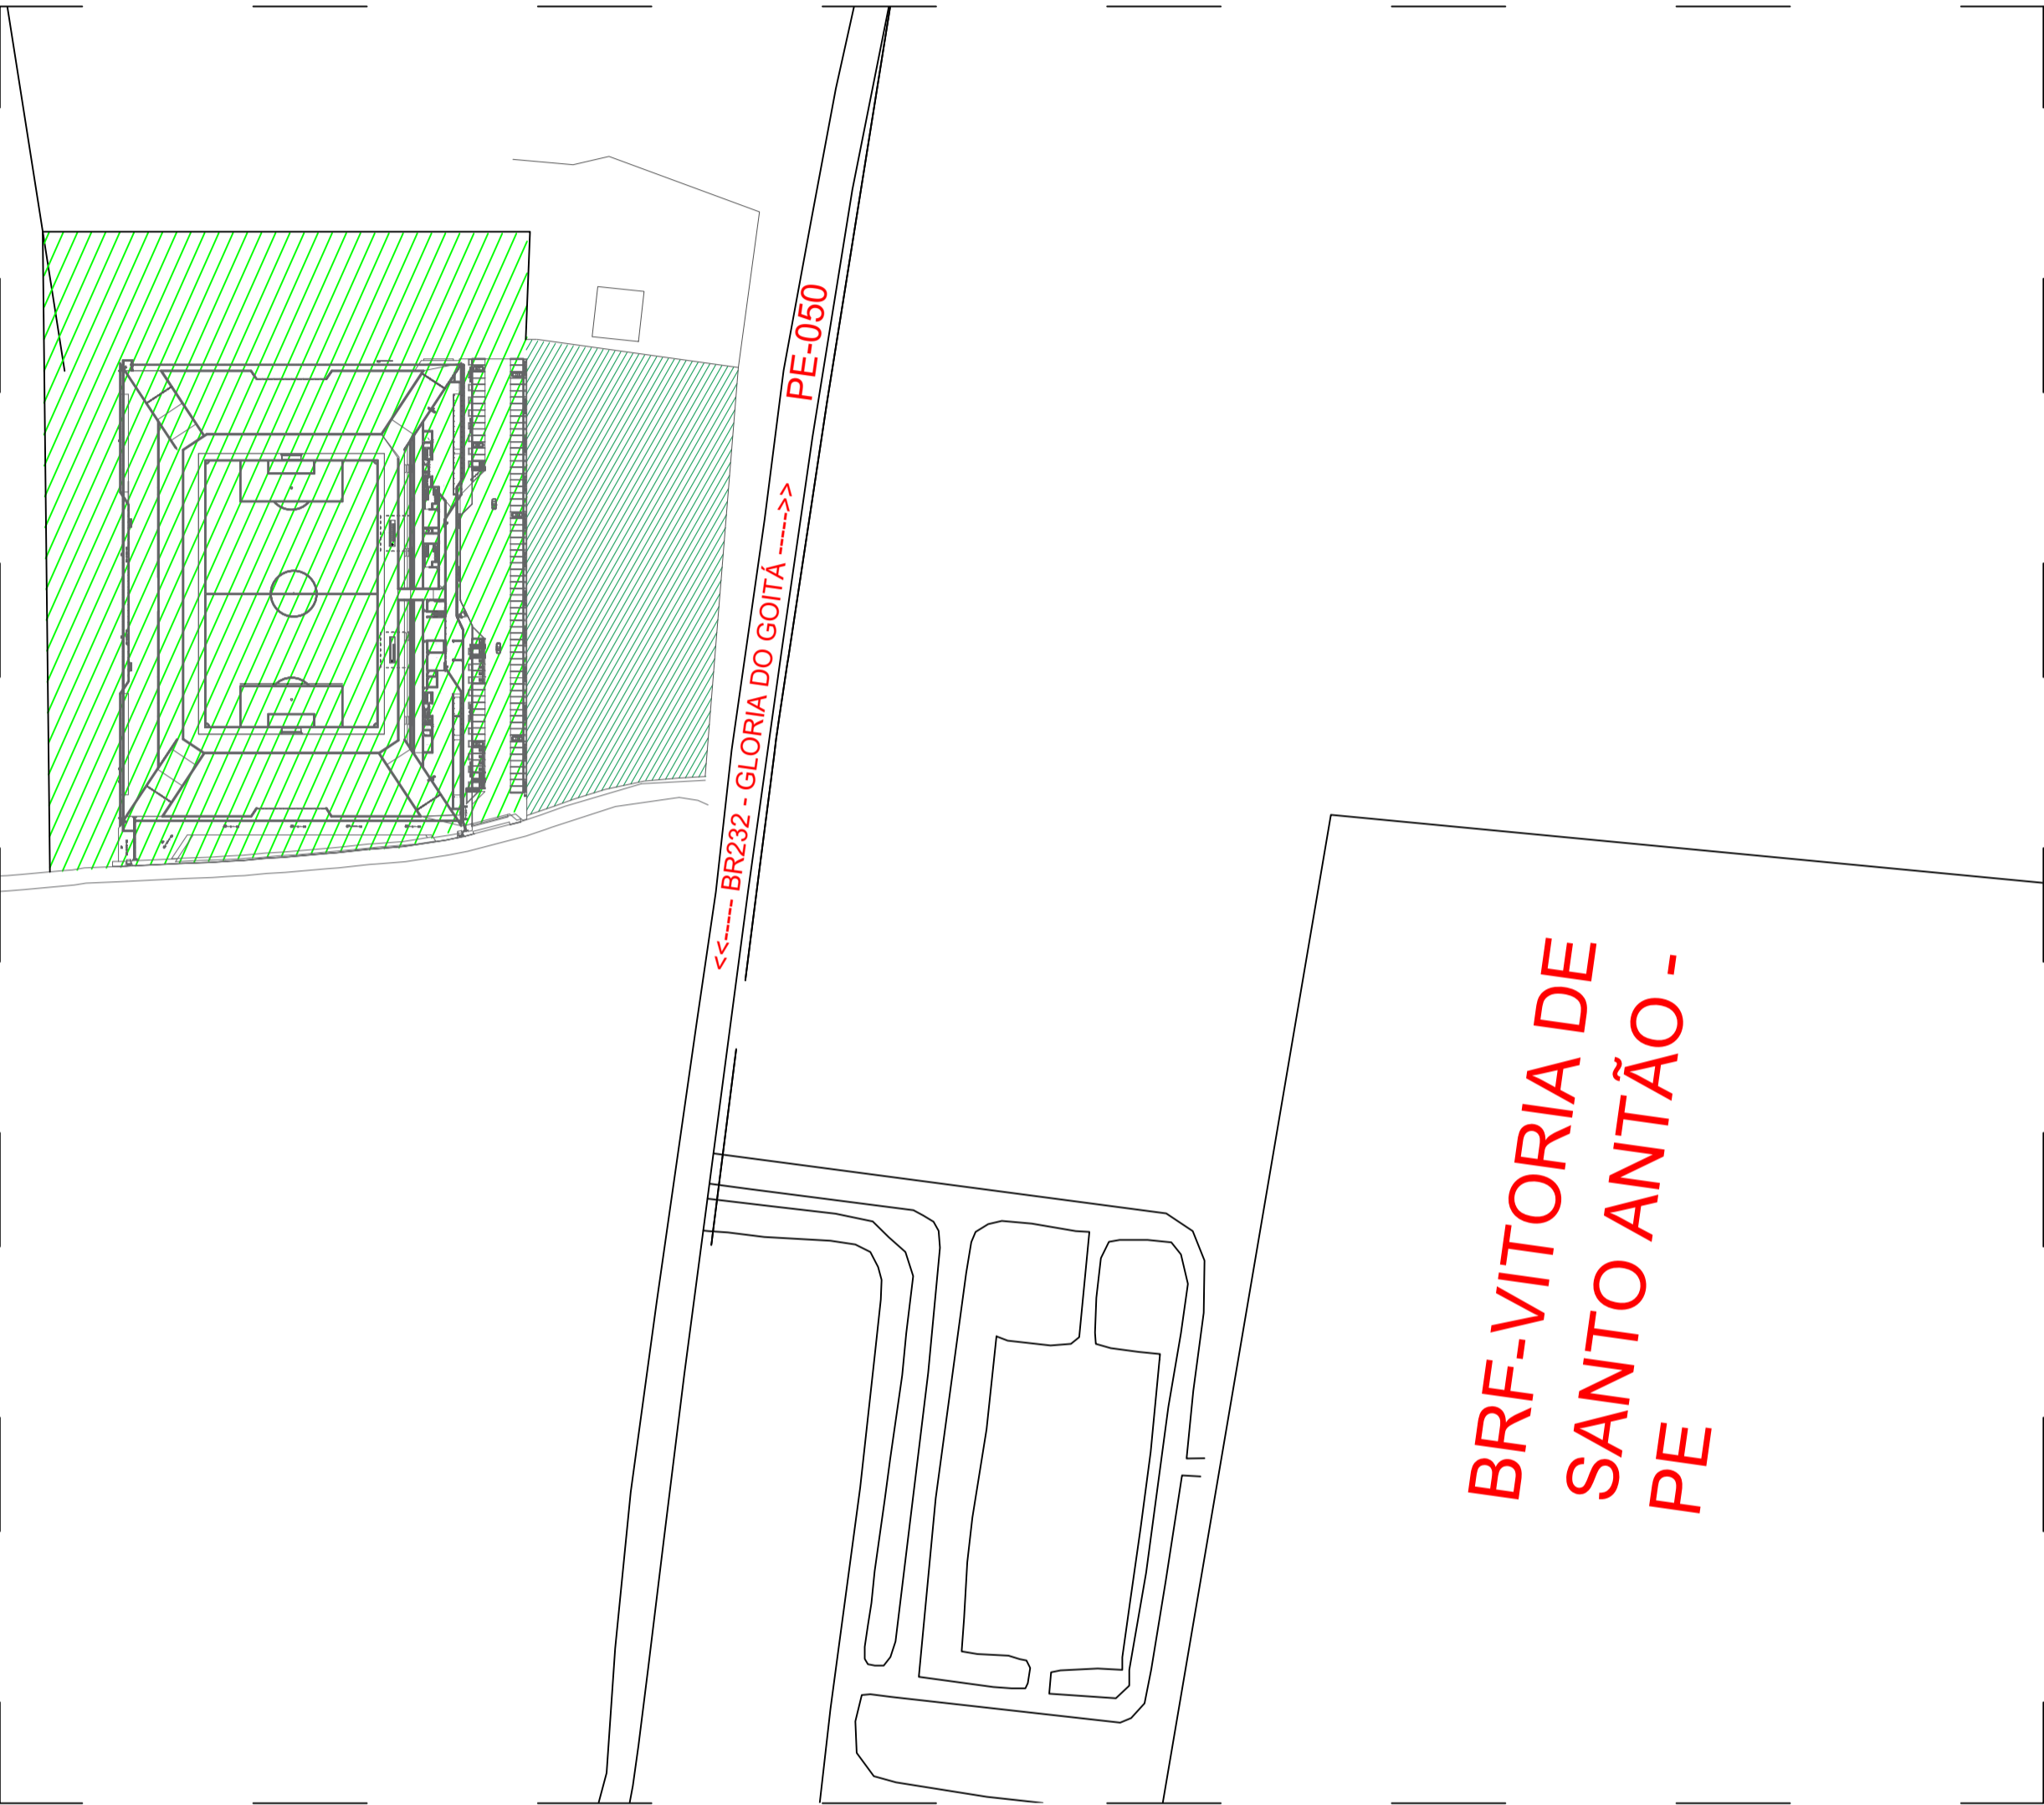 PE-050
<<------ BR232 - GLORIA DO GOITÁ ------>>
BRF-VITORIA DE
SANTO ANTÃO -
PE